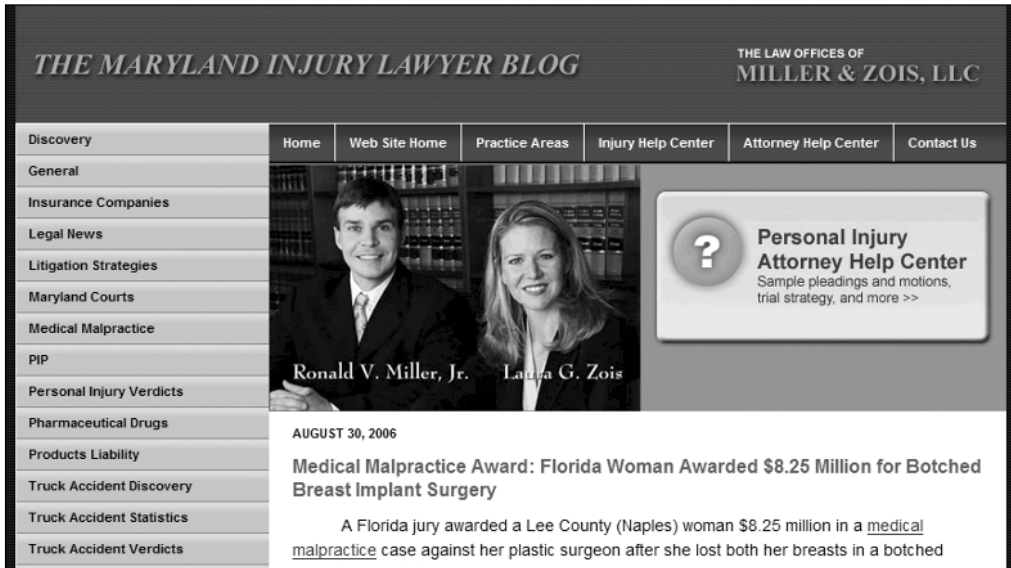 THE MARYLAND INJURY LAWYER BLOG
THE LAW OFFICES OF
MILLER & ZOIS, LLC
Discovery
General
Insurance Companies
Legal News
Litigation Strategies
Maryland Courts
Medical Malpractice
PIP
Personal Injury Verdicts
Pharmaceutical Drugs
Products Liability
Truck Accident Discovery
Truck Accident Statistics
Truck Accident Verdicts
Home
Web Site Home
Practice Areas
Injury Help Center
Attorney Help Center
Contact Us
Ronald V. Miller, Jr.
Laura G. Zois
?
Personal Injury
Attorney Help Center
Sample pleadings and motions,
trial strategy, and more >>
AUGUST 30, 2006
Medical Malpractice Award: Florida Woman Awarded $8.25 Million for Botched
Breast Implant Surgery
A Florida jury awarded a Lee County (Naples) woman $8.25 million in a medical
malpractice case against her plastic surgeon after she lost both her breasts in a botched